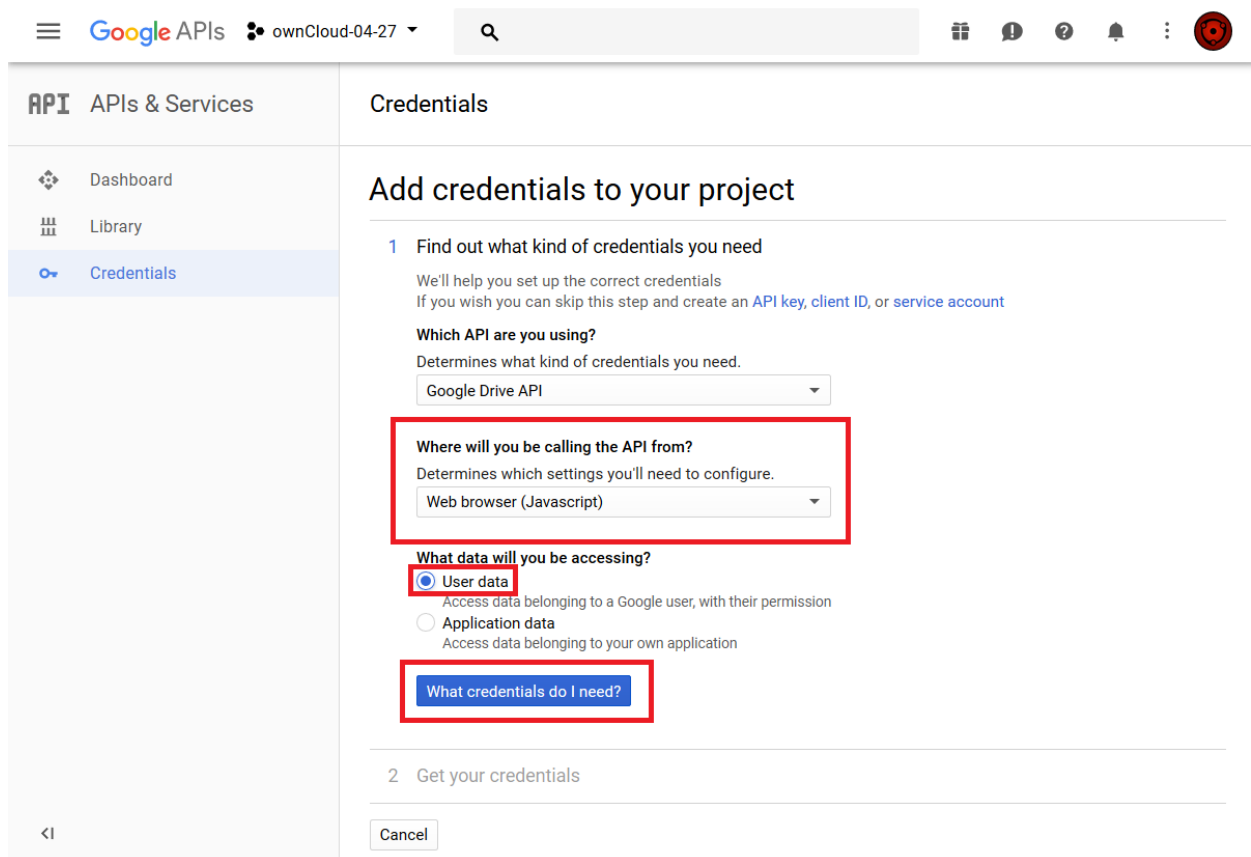 Google APIs
ownCloud-04-27
API APIs & Services
Credentials
Dashboard
Library
Credentials
Add credentials to your project
1 Find out what kind of credentials you need
We'll help you set up the correct credentials
If you wish you can skip this step and create an API key, client ID, or service account
Which API are you using?
Determines what kind of credentials you need.
Google Drive API
Where will you be calling the API from?
Determines which settings you'll need to configure.
Web browser (Javascript)
What data will you be accessing?
User data
Access data belonging to a Google user, with their permission
Application data
Access data belonging to your own application
What credentials do I need?
2 Get your credentials
Cancel